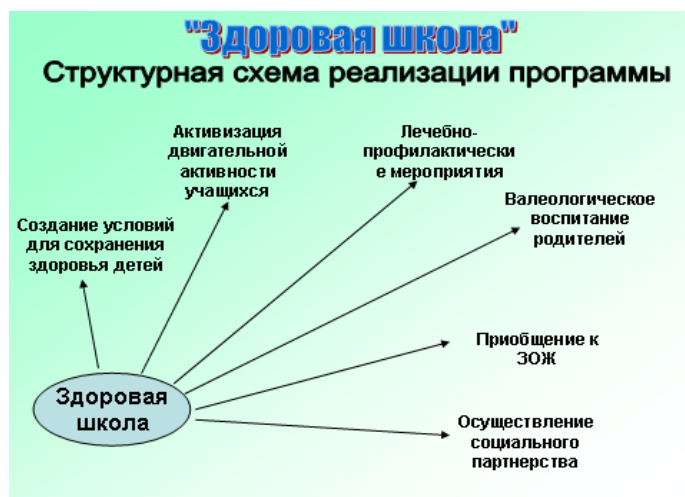 "Здоровая школа"
Структурная схема реализации программы
Активизация
двигательной
активности
учащихся
Лечебно-
профилактически
е мероприятия
Валеологическое
воспитание
родителей
Создание условий
для сохранения
здоровья детей
Приобщение к
ЗОЖ
Здоровая
школа
Осуществление
социального
партнерства